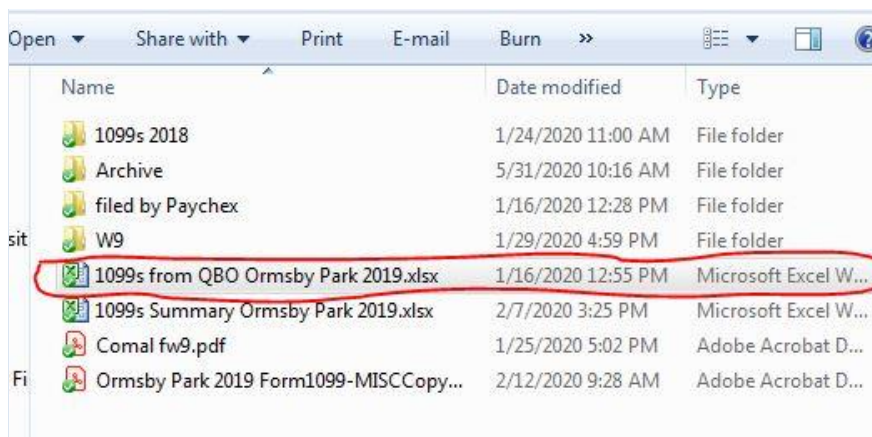 Open Share with Print E-mail Burn »
Name Date modified Type
1099s 2018 1/24/2020 11:00 AM File folder
Archive 5/31/2020 10:16 AM File folder
filed by Paychex 1/16/2020 12:28 PM File folder
sit W9 1/29/2020 4:59 PM File folder
1099s from QBO Ormsby Park 2019.xlsx 1/16/2020 12:55 PM Microsoft Excel W...
1099s Summary Ormsby Park 2019.xlsx 2/7/2020 3:25 PM Microsoft Excel W...
Comal fw9.pdf 1/25/2020 5:02 PM Adobe Acrobat D...
Fi Ormsby Park 2019 Form1099-MISCCopy... 2/12/2020 9:28 AM Adobe Acrobat D...